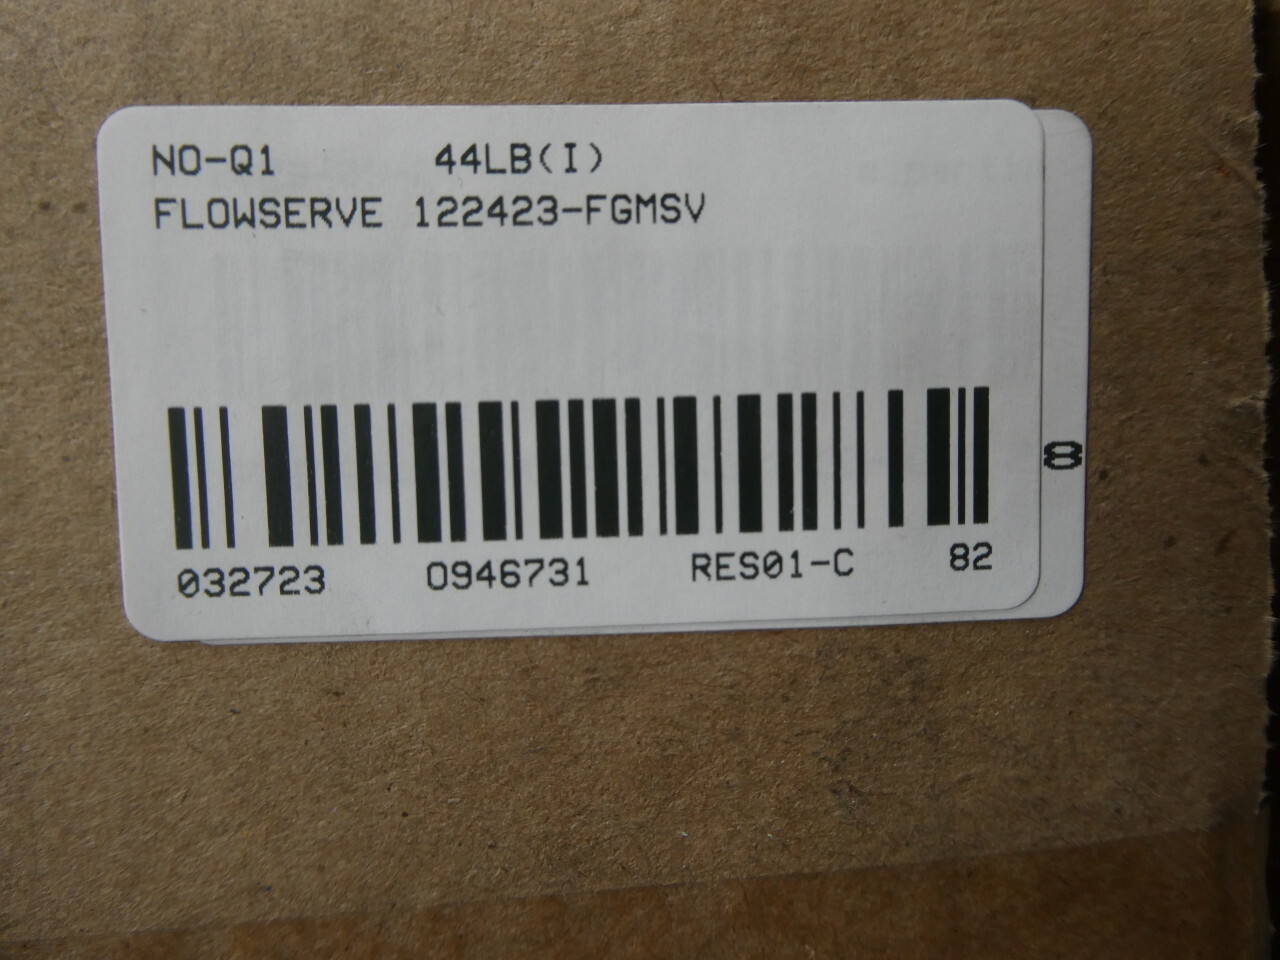 NO-Q1 44LB(I)
FLOWSERVE 122423-FGMSV
032723 0946731 RES01-C 82
8